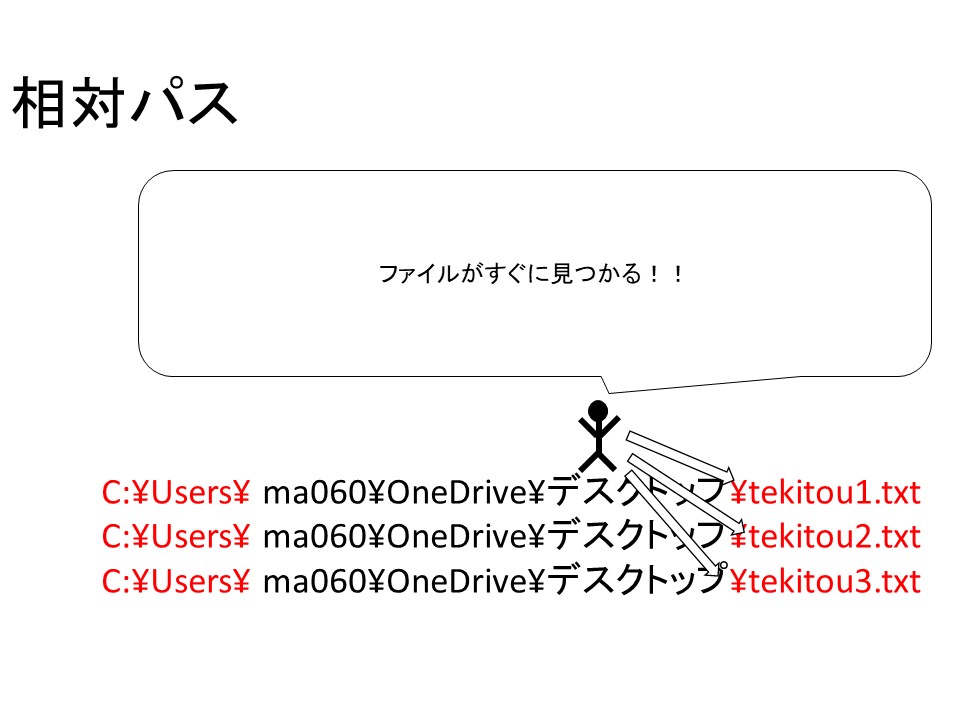 相対パス
ファイルがすぐに見つかる！！
C:¥Users¥ ma060¥OneDrive¥デスクトップ¥tekitou1.txt
C:¥Users¥ ma060¥OneDrive¥デスクトップ¥tekitou2.txt
C:¥Users¥ ma060¥OneDrive¥デスクトップ¥tekitou3.txt